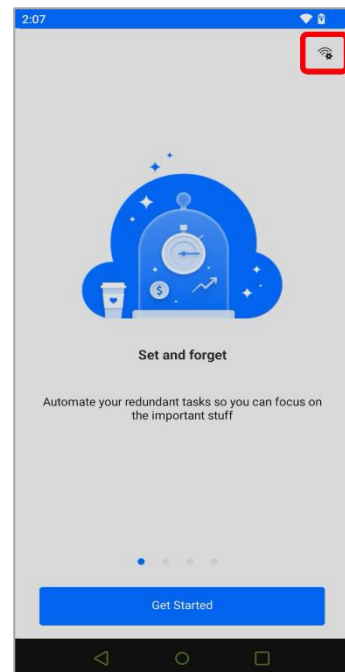 2:07
$
Set and forget
Automate your redundant tasks so you can focus on
the important stuff
Get Started